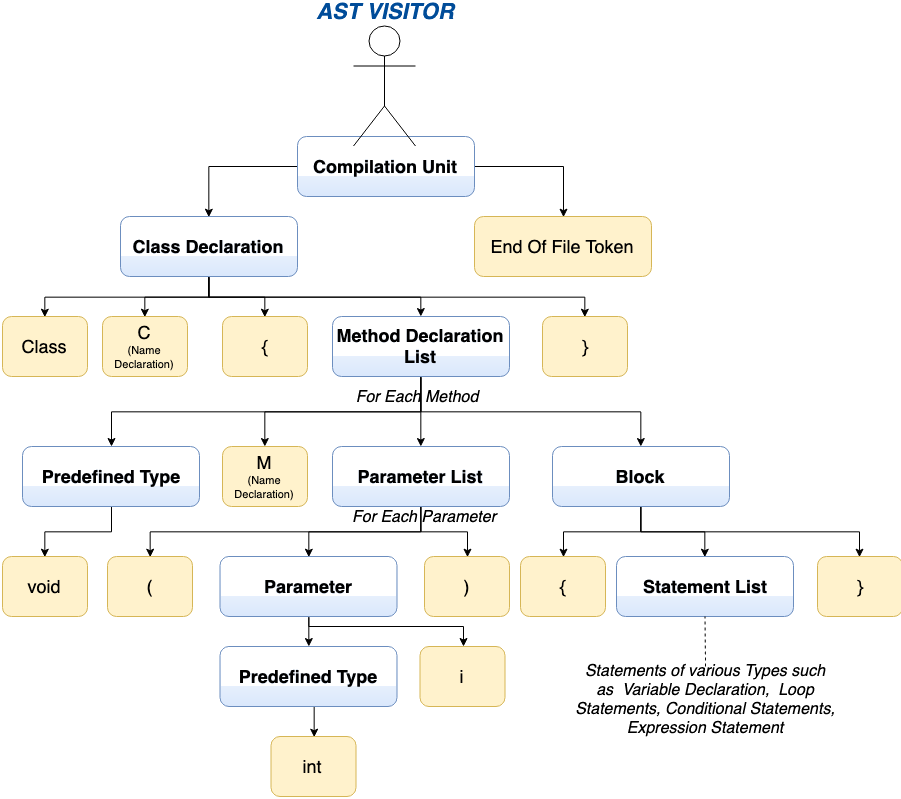 AST VISITOR
Compilation Unit
Class Declaration
End Of File Token
Class
C
(Name
Declaration)
{
Method Declaration
List
}
For Each Method
Predefined Type
M
(Name
Declaration)
Parameter List
Block
For Each Parameter
void
(
Parameter
)
{
Statement List
}
Predefined Type
i
Statements of various Types such
as Variable Declaration, Loop
Statements, Conditional Statements,
Expression Statement
int